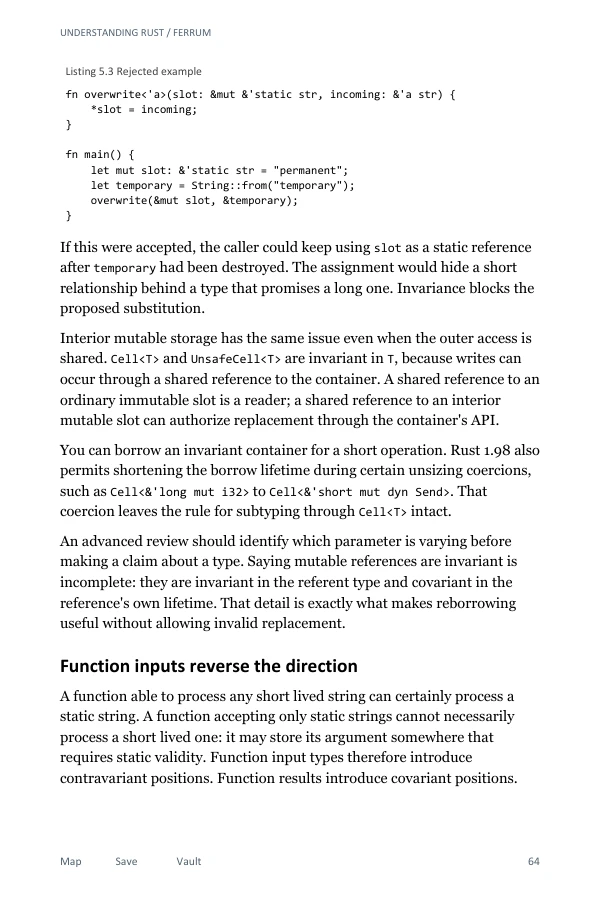 UNDERSTANDING RUST / FERRUM
Listing 5.3 Rejected example
fn overwrite<'a>(slot: &mut &'static str, incoming: &'a str) {
    *slot = incoming;
}
fn main() {
    let mut slot: &'static str = "permanent";
    let temporary = String::from("temporary");
    overwrite(&mut slot, &temporary);
}
If this were accepted, the caller could keep using slot as a static reference
after temporary had been destroyed. The assignment would hide a short
relationship behind a type that promises a long one. Invariance blocks the
proposed substitution.
Interior mutable storage has the same issue even when the outer access is
shared. Cell<T> and UnsafeCell<T> are invariant in T, because writes can
occur through a shared reference to the container. A shared reference to an
ordinary immutable slot is a reader; a shared reference to an interior
mutable slot can authorize replacement through the container's API.
You can borrow an invariant container for a short operation. Rust 1.98 also
permits shortening the borrow lifetime during certain unsizing coercions,
such as Cell<&'long mut i32> to Cell<&'short mut dyn Send>. That
coercion leaves the rule for subtyping through Cell<T> intact.
An advanced review should identify which parameter is varying before
making a claim about a type. Saying mutable references are invariant is
incomplete: they are invariant in the referent type and covariant in the
reference's own lifetime. That detail is exactly what makes reborrowing
useful without allowing invalid replacement.
Function inputs reverse the direction
A function able to process any short lived string can certainly process a
static string. A function accepting only static strings cannot necessarily
process a short lived one: it may store its argument somewhere that
requires static validity. Function input types therefore introduce
contravariant positions. Function results introduce covariant positions.
Map Save Vault 64